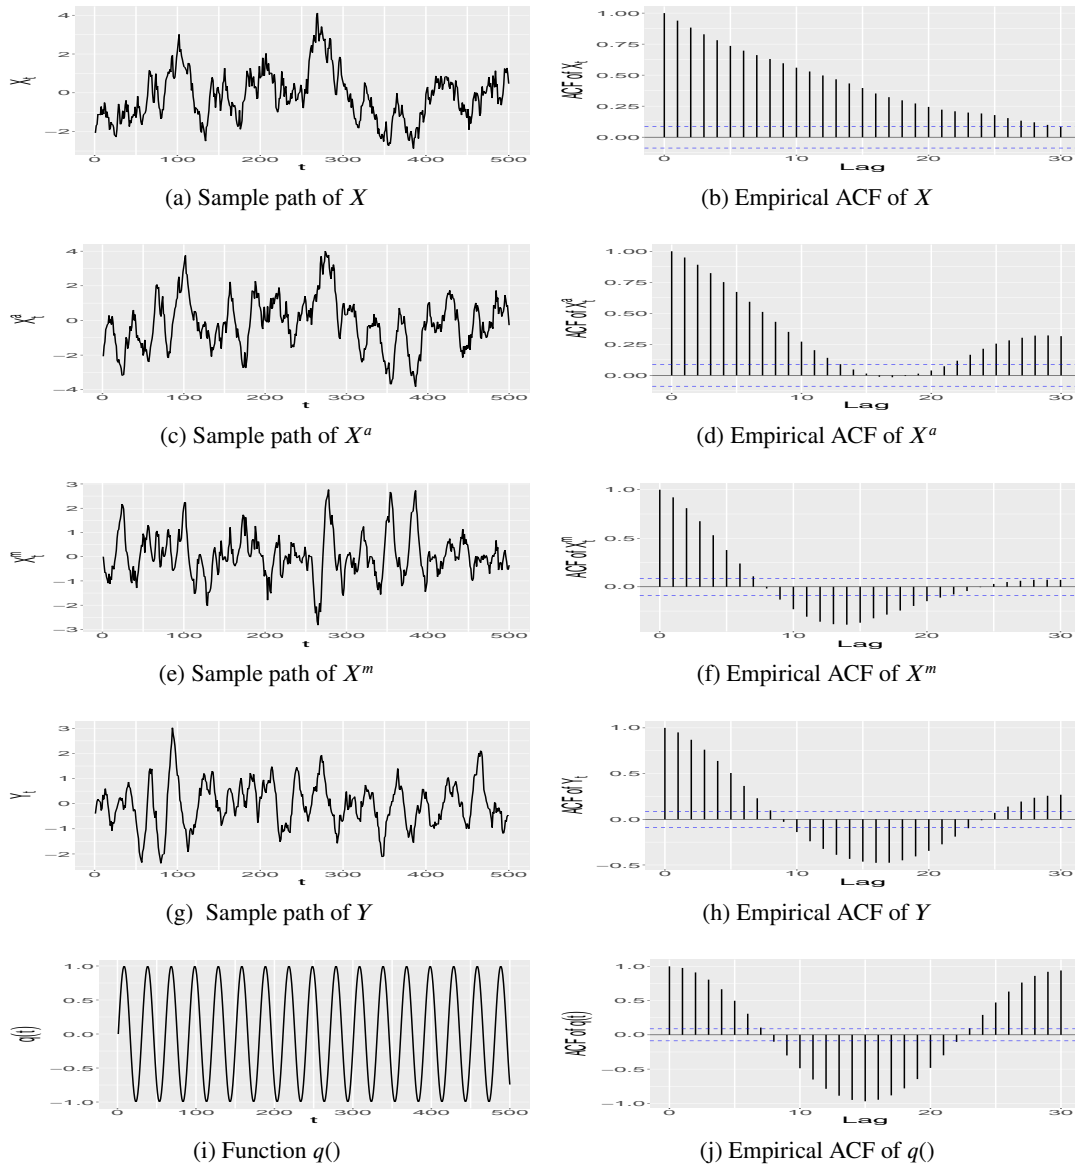 4
2
0
−2
X_t
0 100 200 300 400 500
t
(a) Sample path of X
1.00
0.75
0.50
0.25
0.00
ACF of X_t
0 10 20 30
Lag
(b) Empirical ACF of X
4
2
0
−2
−4
X_t^a
0 100 200 300 400 500
t
(c) Sample path of X^a
1.00
0.75
0.50
0.25
0.00
ACF of X_t^a
0 10 20 30
Lag
(d) Empirical ACF of X^a
3
2
1
0
−1
−2
−3
X_t^m
0 100 200 300 400 500
t
(e) Sample path of X^m
1.0
0.5
0.0
ACF of X_t^m
0 10 20 30
Lag
(f) Empirical ACF of X^m
3
2
1
0
−1
−2
Y_t
0 100 200 300 400 500
t
(g) Sample path of Y
1.0
0.5
0.0
−0.5
ACF of Y_t
0 10 20 30
Lag
(h) Empirical ACF of Y
1.0
0.5
0.0
−0.5
−1.0
q(t)
0 100 200 300 400 500
t
(i) Function q()
1.0
0.5
0.0
−0.5
−1.0
ACF of q(t)
0 10 20 30
Lag
(j) Empirical ACF of q()